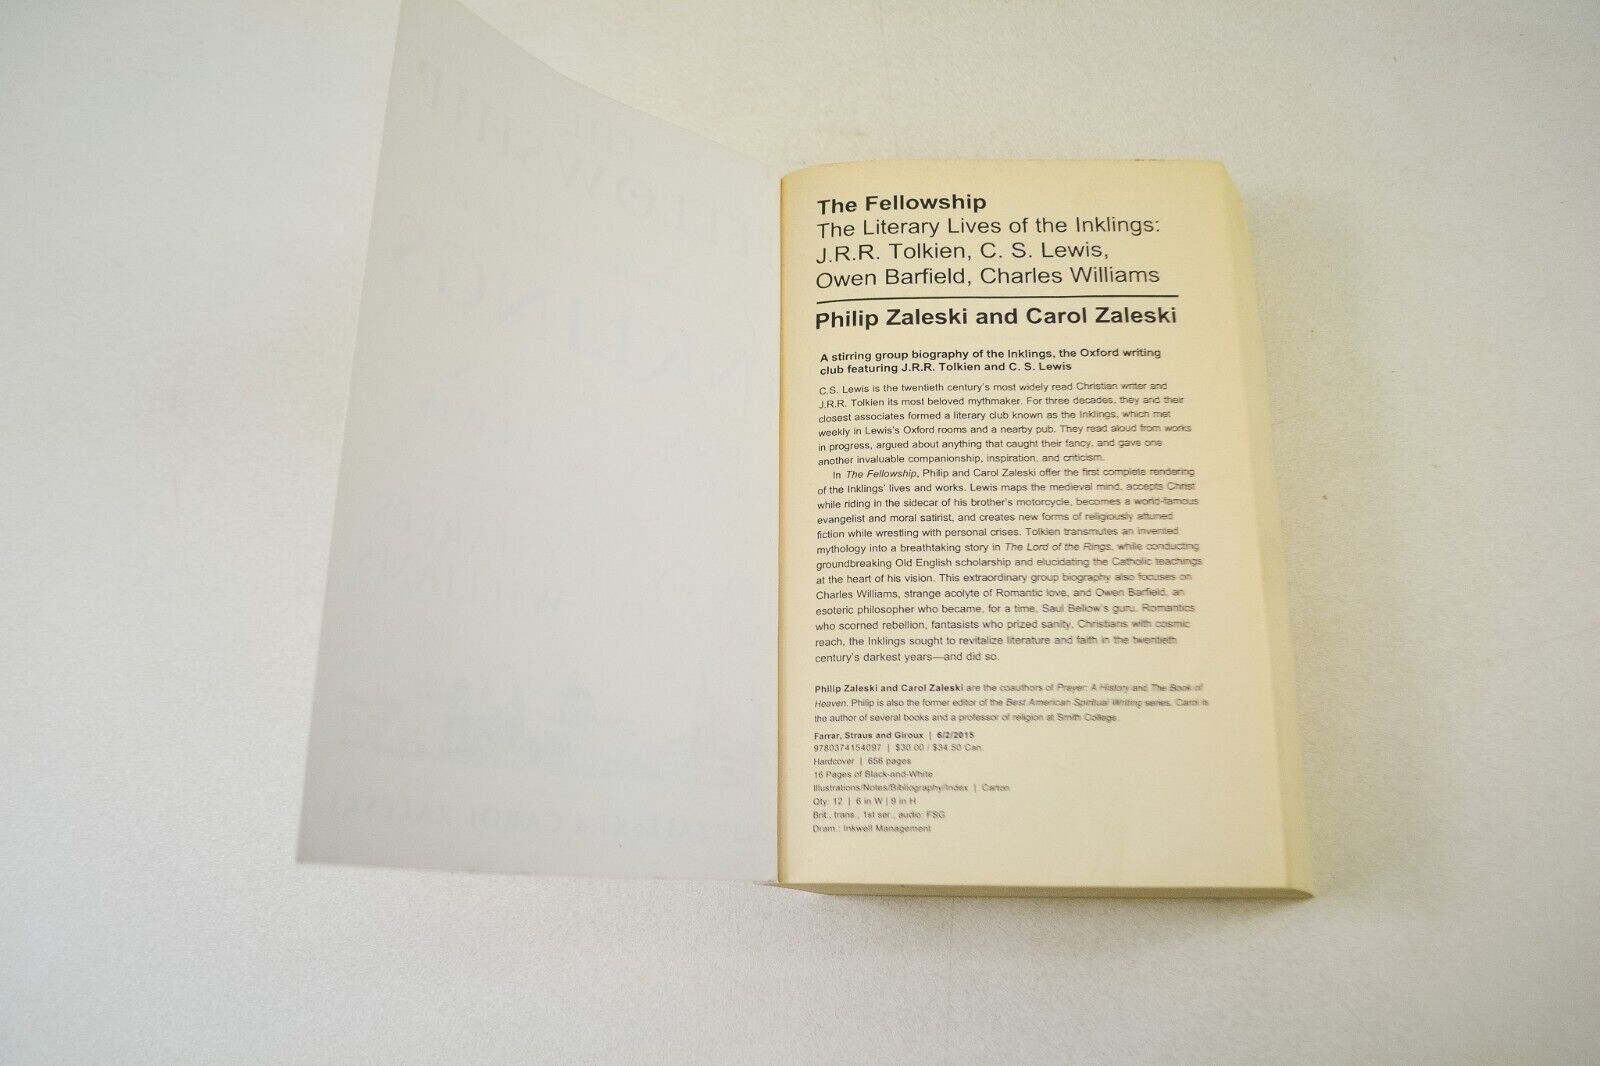 The Fellowship
The Literary Lives of the Inklings:
J.R.R. Tolkien, C. S. Lewis,
Owen Barfield, Charles Williams
Philip Zaleski and Carol Zaleski
A stirring group biography of the Inklings, the Oxford writing
club featuring J.R.R. Tolkien and C. S. Lewis
C.S. Lewis is the twentieth century's most widely read Christian writer and
J.R.R. Tolkien its most beloved mythmaker. For three decades, they and their
closest associates formed a literary club known as the Inklings, which met
weekly in Lewis's Oxford rooms and a nearby pub. They read aloud from works
in progress, argued about anything that caught their fancy, and gave one
another invaluable companionship, inspiration, and criticism.
In The Fellowship, Philip and Carol Zaleski offer the first complete rendering
of the Inklings' lives and works. Lewis maps the medieval mind, accepts Christ
while riding in the sidecar of his brother's motorcycle, becomes a world-famous
evangelist and moral satirist, and creates new forms of religiously attuned
fiction while wrestling with personal crises. Tolkien transmutes an invented
mythology into a breathtaking story in The Lord of the Rings, while conducting
groundbreaking Old English scholarship and elucidating the Catholic teachings
at the heart of his vision. This extraordinary group biography also focuses on
Charles Williams, strange acolyte of Romantic love, and Owen Barfield, an
esoteric philosopher who became, for a time, Saul Bellow's guru. Romantics
who scorned rebellion, fantasists who prized sanity, Christians with cosmic
reach, the Inklings sought to revitalize literature and faith in the twentieth
century's darkest years—and did so.
Philip Zaleski and Carol Zaleski are the coauthors of Prayer: A History and The Book of
Heaven. Philip is also the former editor of the Best American Spiritual Writing series. Carol is
the author of several books and a professor of religion at Smith College.
Farrar, Straus and Giroux | 6/2/2015
9780374154097 | $30.00 / $34.50 Can.
Hardcover | 656 pages
16 Pages of Black-and-White
Illustrations/Notes/Bibliography/Index | Carton
Qty: 12 | 6 in W | 9 in H
Brit., trans., 1st ser., audio: FSG
Dram.: Inkwell Management